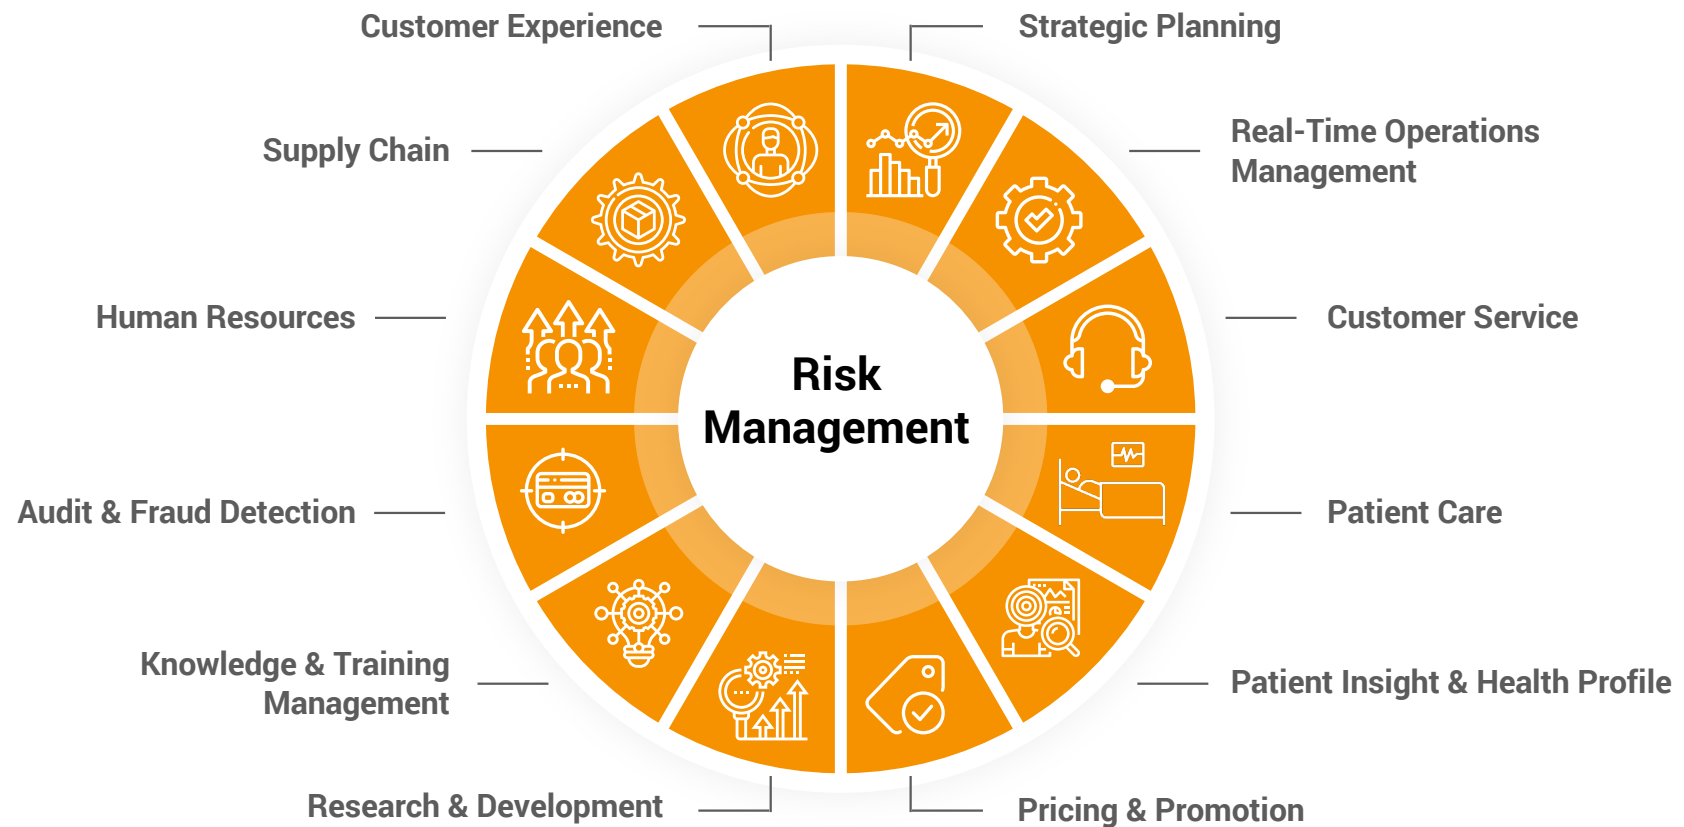 Customer Experience
Strategic Planning
Supply Chain
Real-Time Operations
Management
Human Resources
Customer Service
Risk
Management
Audit & Fraud Detection
Patient Care
Knowledge & Training
Management
Patient Insight & Health Profile
Research & Development
Pricing & Promotion